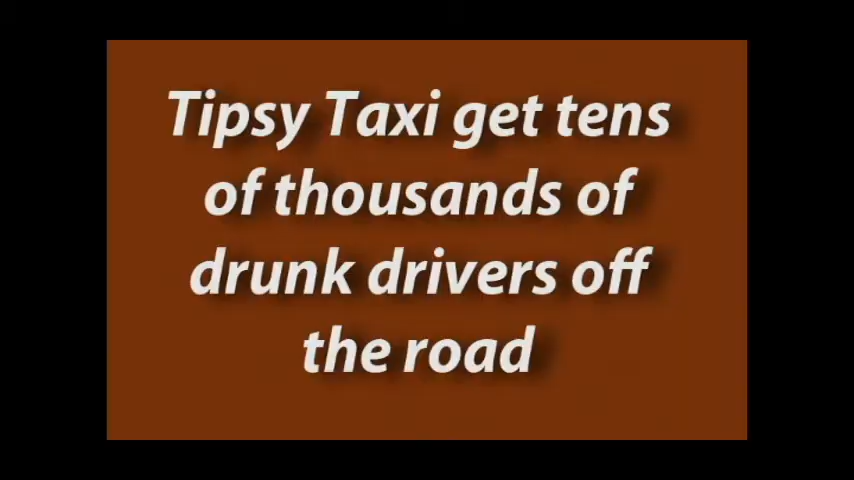 Tipsy Taxi get tens
of thousands of
drunk drivers off
the road